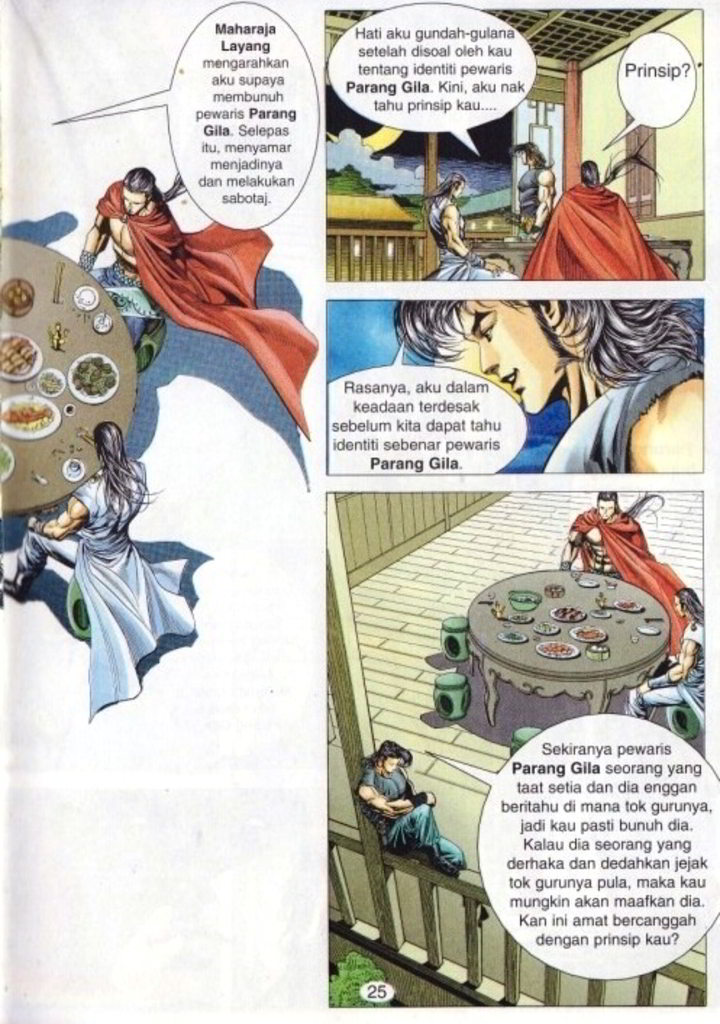 Maharaja
Layang
mengarahkan
aku supaya
membunuh
pewaris Parang
Gila. Selepas
itu, menyamar
menjadinya
dan melakukan
sabotaj.
Hati aku gundah-gulana
setelah disoal oleh kau
tentang identiti pewaris
Parang Gila. Kini, aku nak
tahu prinsip kau....
Prinsip?
Rasanya, aku dalam
keadaan terdesak
sebelum kita dapat tahu
identiti sebenar pewaris
Parang Gila.
Sekiranya pewaris
Parang Gila seorang yang
taat setia dan dia enggan
beritahu di mana tok gurunya,
jadi kau pasti bunuh dia.
Kalau dia seorang yang
derhaka dan dedahkan jejak
tok gurunya pula, maka kau
mungkin akan maafkan dia.
Kan ini amat bercanggah
dengan prinsip kau?
25